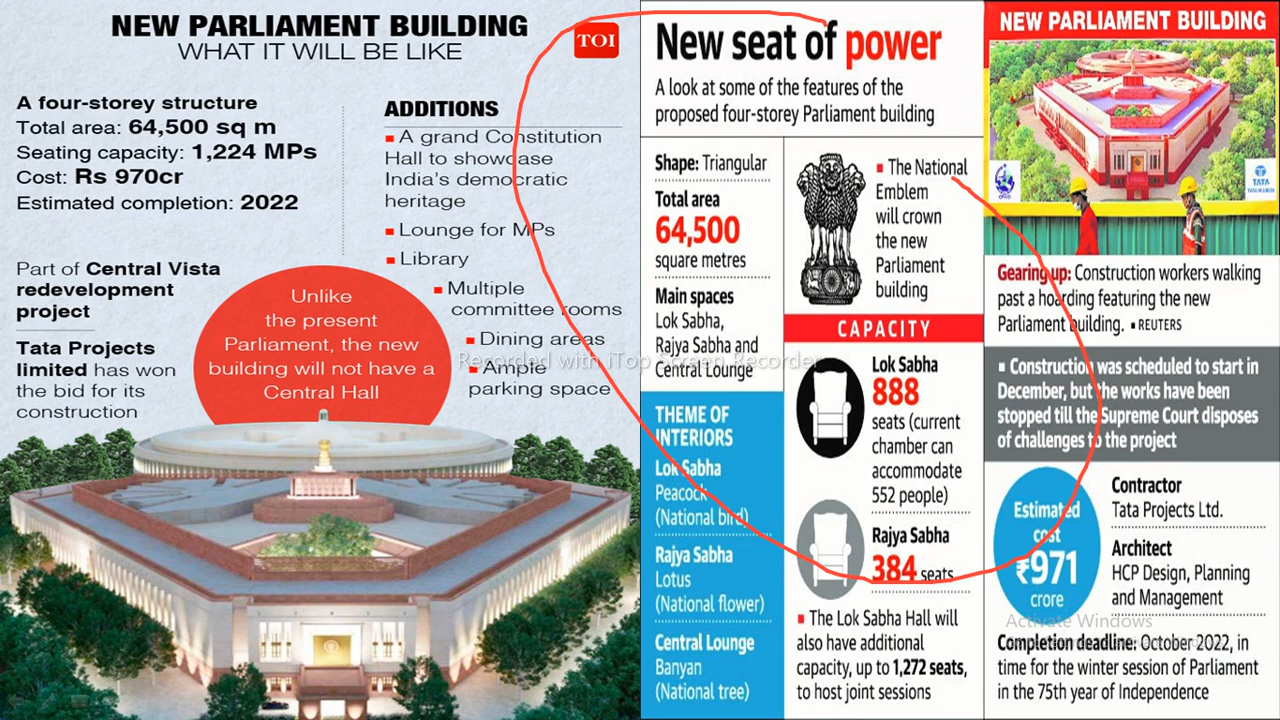 NEW PARLIAMENT BUILDING
WHAT IT WILL BE LIKE
TOI
A four-storey structure
Total area: 64,500 sq m
Seating capacity: 1,224 MPs
Cost: Rs 970cr
Estimated completion: 2022
Part of Central Vista
redevelopment
project
Tata Projects
limited has won
the bid for its
construction
ADDITIONS
A grand Constitution
Hall to showcase
India's democratic
heritage
Lounge for MPs
Library
Multiple
committee rooms
Dining areas
Ample
parking space
Unlike
the present
Parliament, the new
building will not have a
Central Hall
Recorded with iTop Screen Recorder
New seat of power
A look at some of the features of the
proposed four-storey Parliament building
Shape: Triangular
Total area
64,500
square metres
Main spaces
Lok Sabha,
Rajya Sabha and
Central Lounge
THEME OF
INTERIORS
Lok Sabha
Peacock
(National bird)
Rajya Sabha
Lotus
(National flower)
Central Lounge
Banyan
(National tree)
The National
Emblem
will crown
the new
Parliament
building
CAPACITY
Lok Sabha
888
seats (current
chamber can
accommodate
552 people)
Rajya Sabha
384 seats
The Lok Sabha Hall will
also have additional
capacity, up to 1,272 seats,
to host joint sessions
NEW PARLIAMENT BUILDING
TATA
Gearing up: Construction workers walking
past a hoarding featuring the new
Parliament building. REUTERS
Construction was scheduled to start in
December, but the works have been
stopped till the Supreme Court disposes
of challenges to the project
Estimated
cost
₹971
crore
Contractor
Tata Projects Ltd.
Architect
HCP Design, Planning
and Management
Activate Windows
Completion deadline: October 2022, in
time for the winter session of Parliament
in the 75th year of Independence